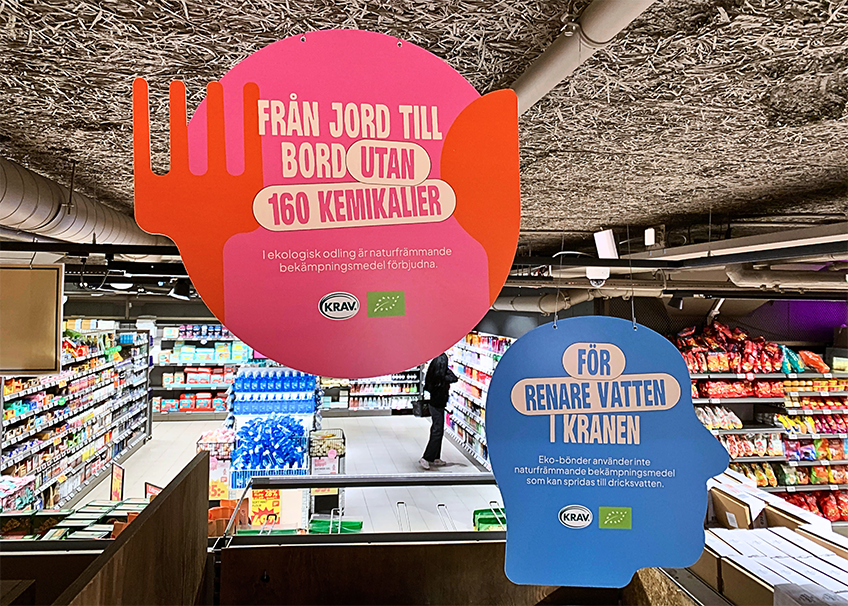 FRÅN JORD TILL
BORD UTAN
160 KEMIKALIER
I ekologisk odling är naturfrämmande
bekämpningsmedel förbjudna.
KRAV
FÖR
RENARE VATTEN
I KRANEN
Eko-bönder använder inte
naturfrämmande bekämpningsmedel
som kan spridas till dricksvatten.
KRAV